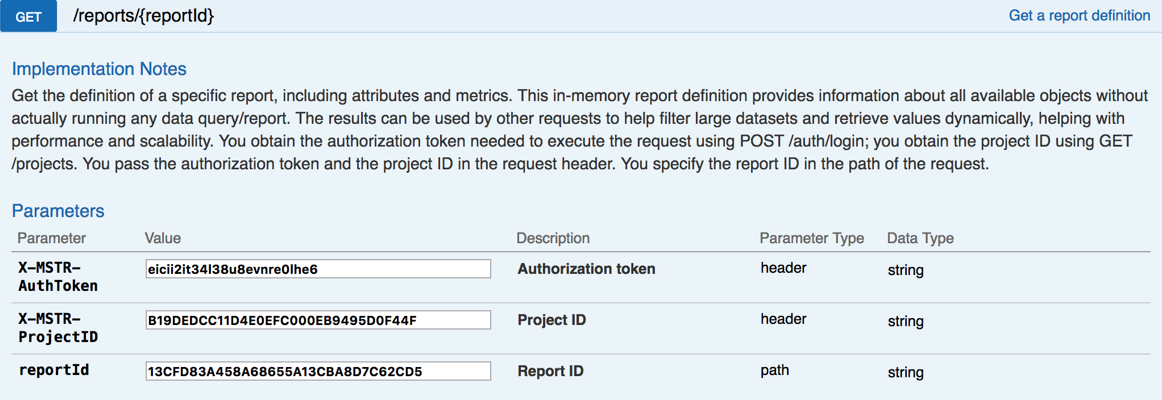 GET /reports/{reportId} Get a report definition
Implementation Notes
Get the definition of a specific report, including attributes and metrics. This in-memory report definition provides information about all available objects without
actually running any data query/report. The results can be used by other requests to help filter large datasets and retrieve values dynamically, helping with
performance and scalability. You obtain the authorization token needed to execute the request using POST /auth/login; you obtain the project ID using GET
/projects. You pass the authorization token and the project ID in the request header. You specify the report ID in the path of the request.
Parameters
Parameter Value Description Parameter Type Data Type
X-MSTR- eicii2it34l38u8evnre0lhe6 Authorization token header string
AuthToken
X-MSTR- B19DEDCC11D4E0EFC000EB9495D0F44F Project ID header string
ProjectID
reportId 13CFD83A458A68655A13CBA8D7C62CD5 Report ID path string